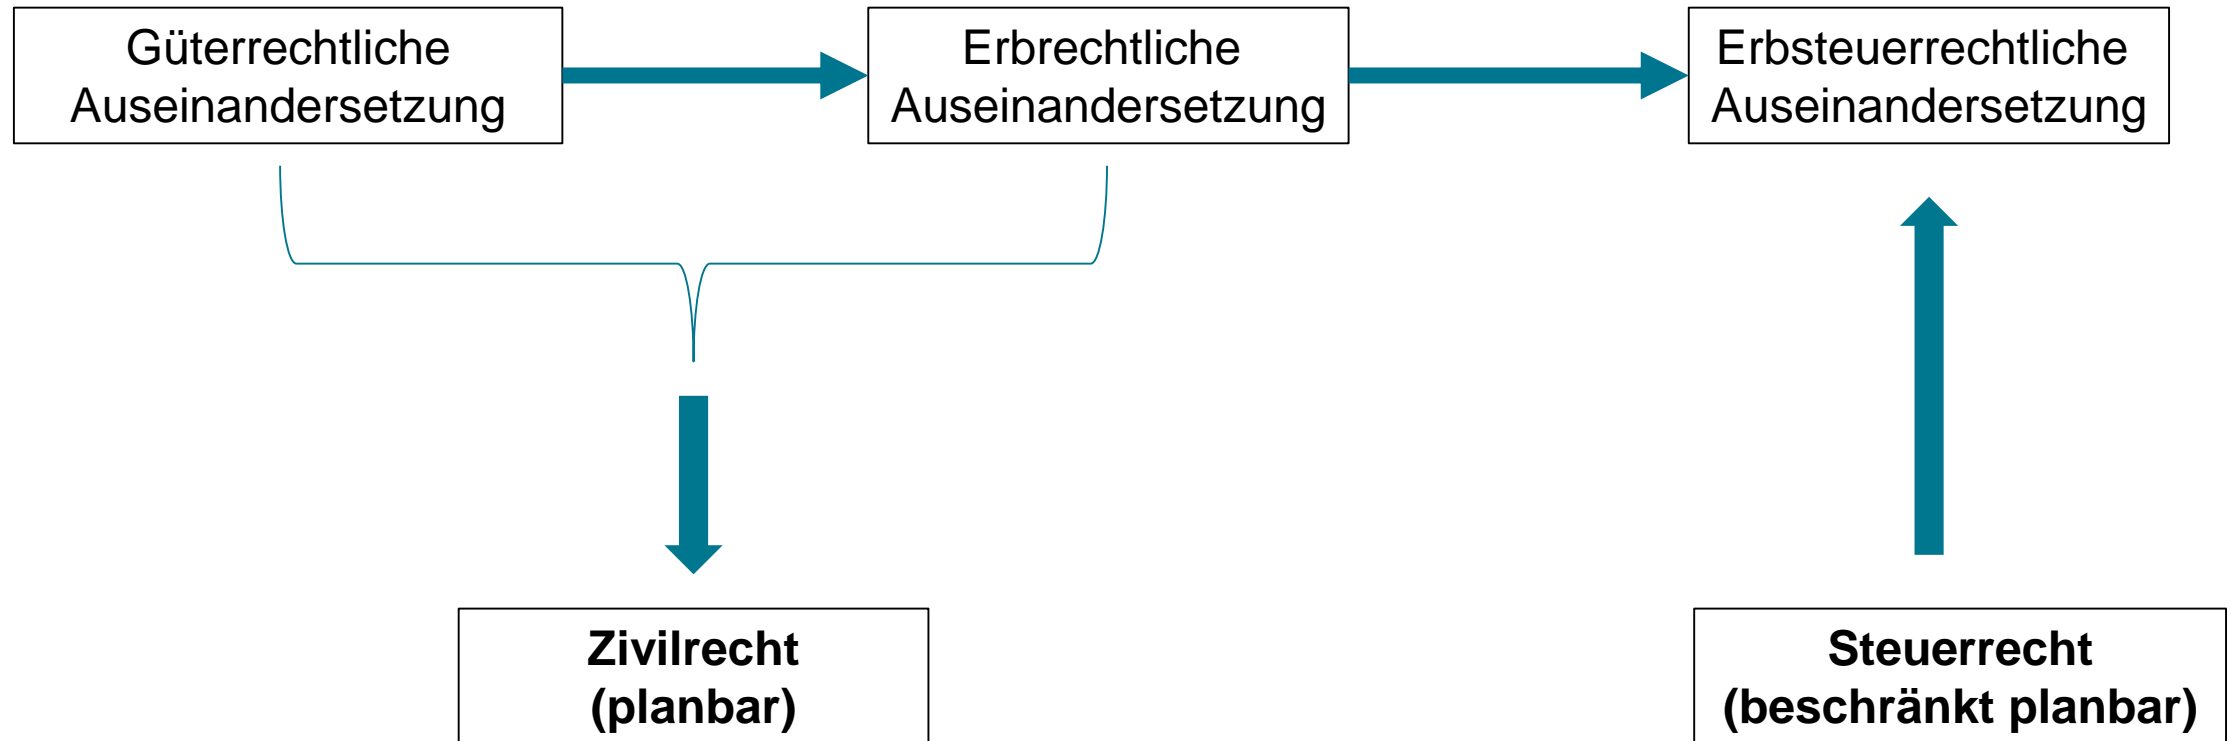 Güterrechtliche
Auseinandersetzung
Erbrechtliche
Auseinandersetzung
Erbsteuerrechtliche
Auseinandersetzung
Zivilrecht
(planbar)
Steuerrecht
(beschränkt planbar)